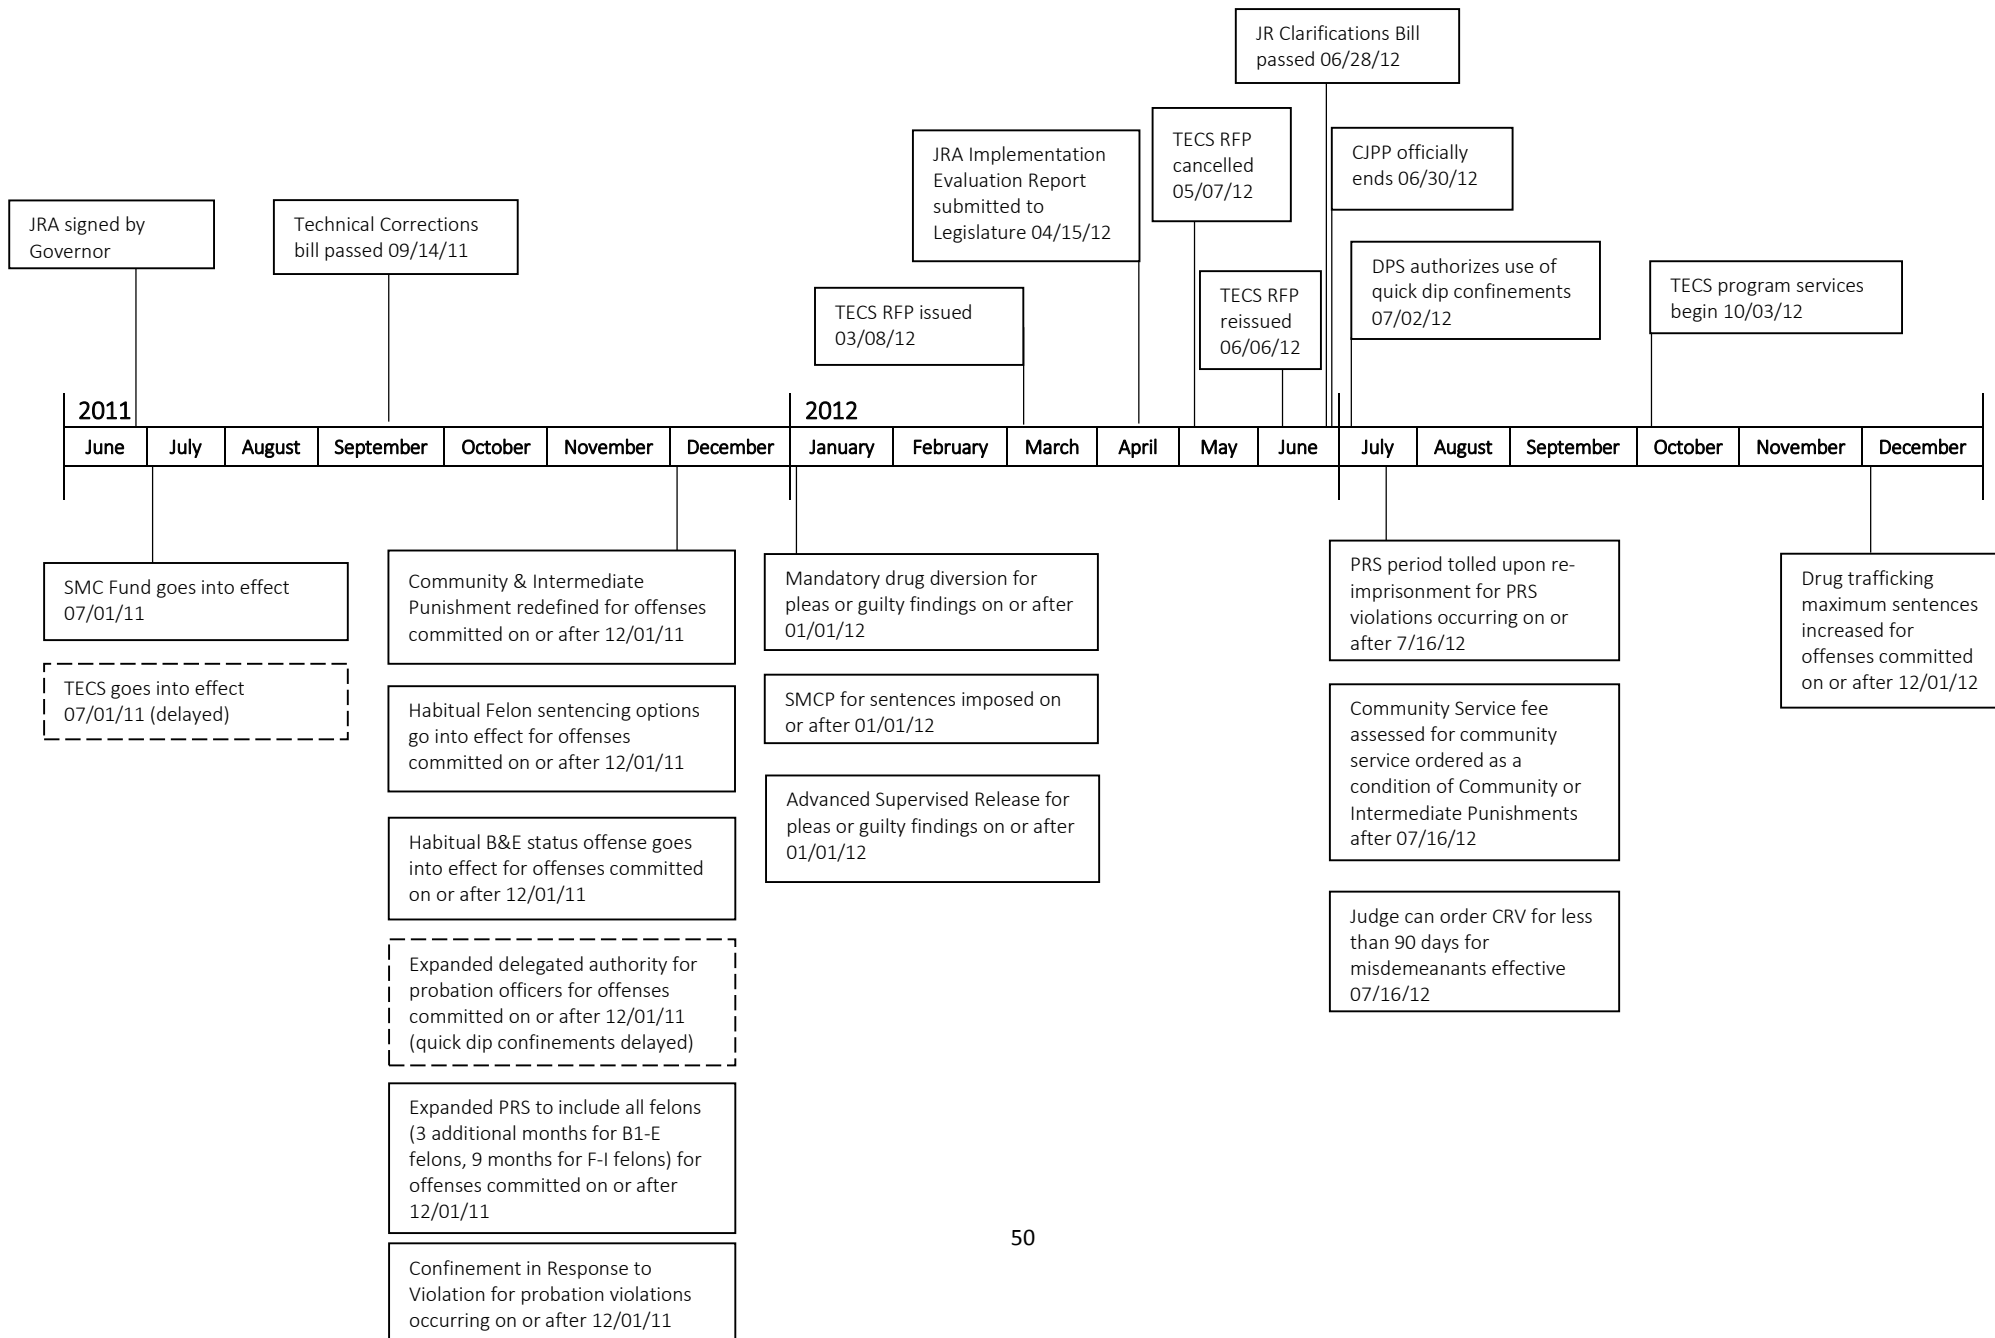 JR Clarifications Bill
passed 06/28/12
JRA Implementation
Evaluation Report
submitted to
Legislature 04/15/12
TECS RFP
cancelled
05/07/12
CJPP officially
ends 06/30/12
JRA signed by
Governor
Technical Corrections
bill passed 09/14/11
TECS RFP issued
03/08/12
TECS RFP
reissued
06/06/12
DPS authorizes use of
quick dip confinements
07/02/12
TECS program services
begin 10/03/12
2011
2012
June July August September October November December January February March April May June July August September October November December
SMC Fund goes into effect
07/01/11
TECS goes into effect
07/01/11 (delayed)
Community & Intermediate
Punishment redefined for offenses
committed on or after 12/01/11
Habitual Felon sentencing options
go into effect for offenses
committed on or after 12/01/11
Habitual B&E status offense goes
into effect for offenses committed
on or after 12/01/11
Expanded delegated authority for
probation officers for offenses
committed on or after 12/01/11
(quick dip confinements delayed)
Expanded PRS to include all felons
(3 additional months for B1-E
felons, 9 months for F-I felons) for
offenses committed on or after
12/01/11
Confinement in Response to
Violation for probation violations
occurring on or after 12/01/11
Mandatory drug diversion for
pleas or guilty findings on or after
01/01/12
SMCP for sentences imposed on
or after 01/01/12
Advanced Supervised Release for
pleas or guilty findings on or after
01/01/12
PRS period tolled upon re-
imprisonment for PRS
violations occurring on or
after 7/16/12
Community Service fee
assessed for community
service ordered as a
condition of Community or
Intermediate Punishments
after 07/16/12
Judge can order CRV for less
than 90 days for
misdemeanants effective
07/16/12
Drug trafficking
maximum sentences
increased for
offenses committed
on or after 12/01/12
50